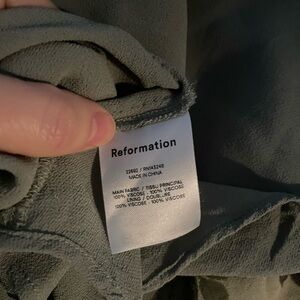 Reformation
MADE IN CHINA
MAIN FABRIC / TISSU PRINCIPAL
100% VISCOSE - 100% VISCOSE
LINING / DOUBLURE
100% VISCOSE - 100% VISCOSE